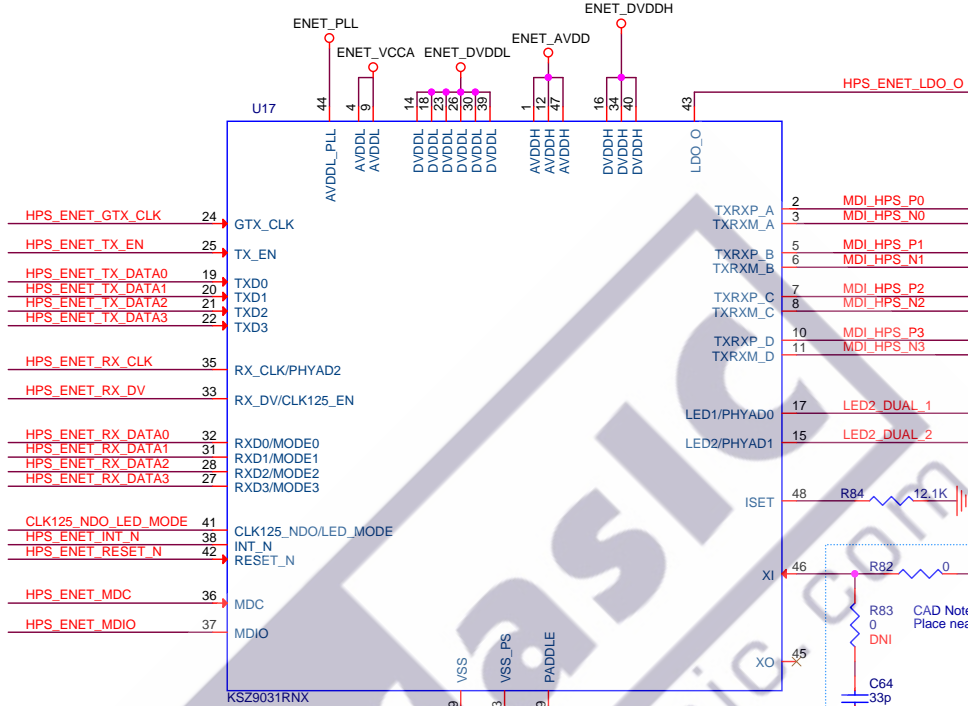 ENET_DVDDH
ENET_PLL
ENET_VCCA
ENET_DVDDL
ENET_AVDD
U17
44
4
9
14
18
23
26
30
39
1
12
47
16
34
40
43
HPS_ENET_LDO_O
AVDDL_PLL
AVDDL
AVDDL
DVDDL
DVDDL
DVDDL
DVDDL
DVDDL
DVDDL
AVDDH
AVDDH
AVDDH
DVDDH
DVDDH
DVDDH
LDO_O
HPS_ENET_GTX_CLK 24 GTX_CLK
HPS_ENET_TX_EN 25 TX_EN
HPS_ENET_TX_DATA0 19 TXD0
HPS_ENET_TX_DATA1 20 TXD1
HPS_ENET_TX_DATA2 21 TXD2
HPS_ENET_TX_DATA3 22 TXD3
HPS_ENET_RX_CLK 35 RX_CLK/PHYAD2
HPS_ENET_RX_DV 33 RX_DV/CLK125_EN
HPS_ENET_RX_DATA0 32 RXD0/MODE0
HPS_ENET_RX_DATA1 31 RXD1/MODE1
HPS_ENET_RX_DATA2 28 RXD2/MODE2
HPS_ENET_RX_DATA3 27 RXD3/MODE3
CLK125_NDO_LED_MODE 41 CLK125_NDO/LED_MODE
HPS_ENET_INT_N 38 INT_N
HPS_ENET_RESET_N 42 RESET_N
HPS_ENET_MDC 36 MDC
HPS_ENET_MDIO 37 MDIO
TXRXP_A 2 MDI_HPS_P0
TXRXM_A 3 MDI_HPS_N0
TXRXP_B 5 MDI_HPS_P1
TXRXM_B 6 MDI_HPS_N1
TXRXP_C 7 MDI_HPS_P2
TXRXM_C 8 MDI_HPS_N2
TXRXP_D 10 MDI_HPS_P3
TXRXM_D 11 MDI_HPS_N3
LED1/PHYAD0 17 LED2_DUAL_1
LED2/PHYAD1 15 LED2_DUAL_2
ISET 48 R84 12.1K
XI 46 R82 0
R83
0
DNI
CAD Note
Place nea
XO 45
C64
33p
VSS
VSS_PS
PADDLE
KSZ9031RNX
asic
ic.com